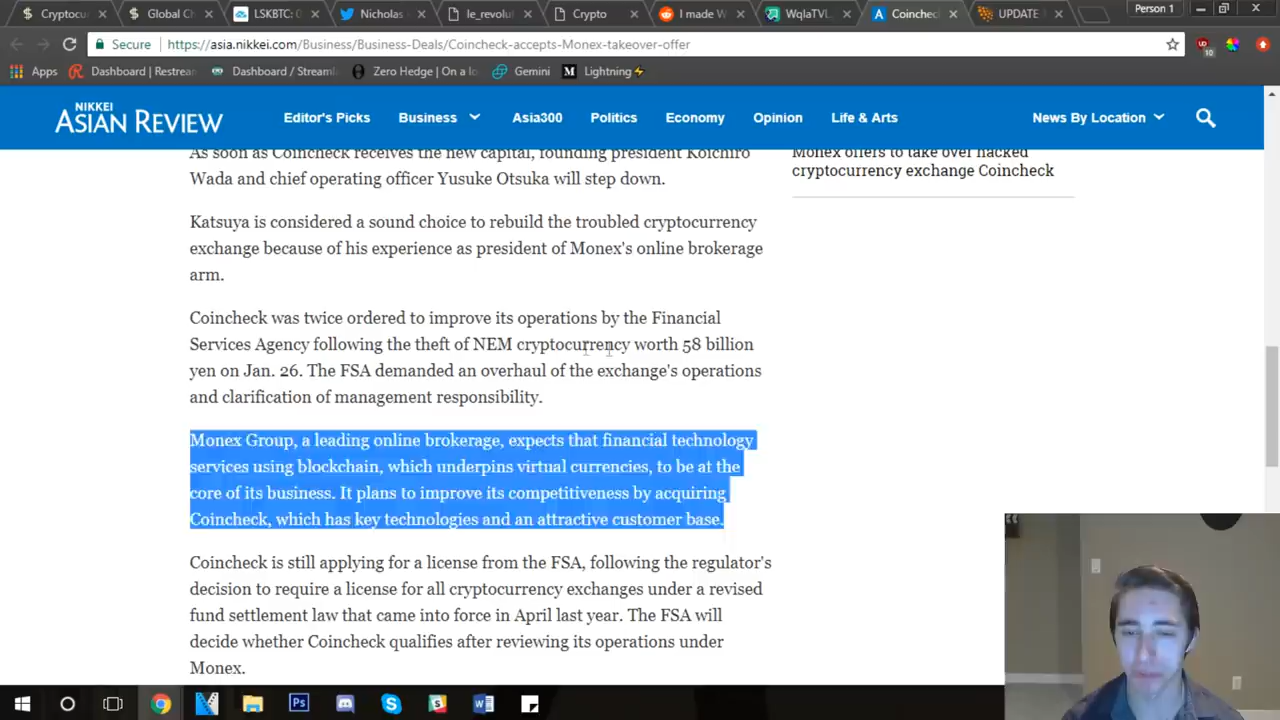 Cryptocur
Global Ch
LSKBTC: 0
Nicholas
le_revolut
Crypto
I made W
WqlaTVL
Coinchec
UPDATE
Person 1
Secure
https://asia.nikkei.com/Business/Business-Deals/Coincheck-accepts-Monex-takeover-offer
Apps
Dashboard | Restrea
Dashboard / Streaml
Zero Hedge | On a lo
Gemini
Lightning⚡
NIKKEI
ASIAN REVIEW
Editor's Picks
Business
Asia300
Politics
Economy
Opinion
Life & Arts
News By Location
As soon as Coincheck receives the new capital, founding president Koichiro
Wada and chief operating officer Yusuke Otsuka will step down.
Katsuya is considered a sound choice to rebuild the troubled cryptocurrency
exchange because of his experience as president of Monex's online brokerage
arm.
Coincheck was twice ordered to improve its operations by the Financial
Services Agency following the theft of NEM cryptocurrency worth 58 billion
yen on Jan. 26. The FSA demanded an overhaul of the exchange's operations
and clarification of management responsibility.
Monex Group, a leading online brokerage, expects that financial technology
services using blockchain, which underpins virtual currencies, to be at the
core of its business. It plans to improve its competitiveness by acquiring
Coincheck, which has key technologies and an attractive customer base.
Coincheck is still applying for a license from the FSA, following the regulator's
decision to require a license for all cryptocurrency exchanges under a revised
fund settlement law that came into force in April last year. The FSA will
decide whether Coincheck qualifies after reviewing its operations under
Monex.
Monex offers to take over hacked
cryptocurrency exchange Coincheck